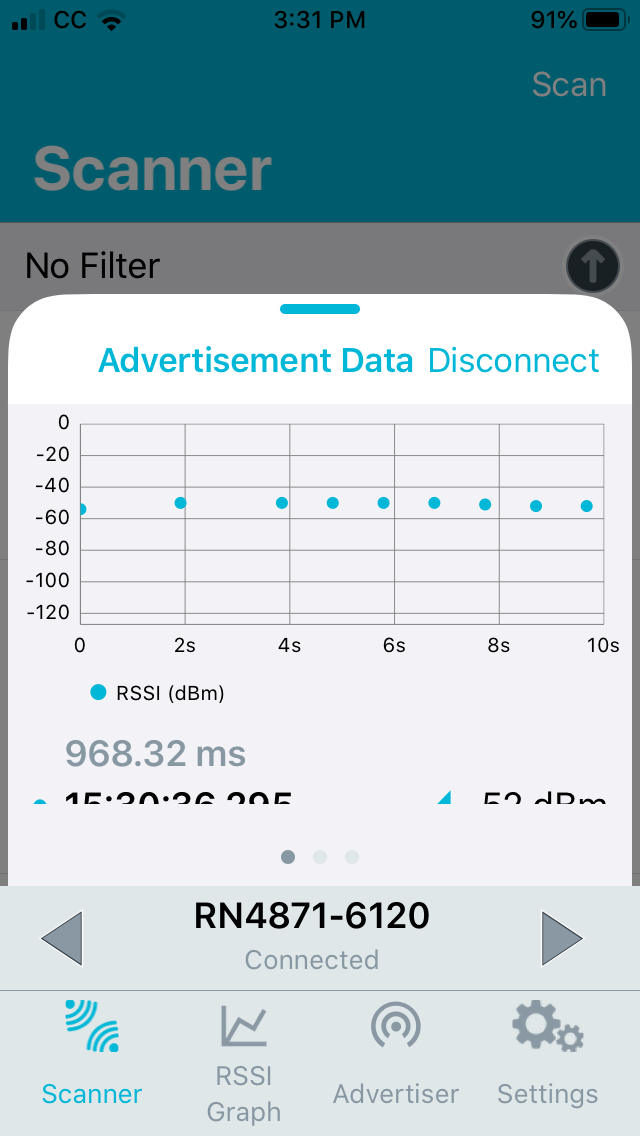 CC 3:31 PM 91%
Scan
Scanner
No Filter
Advertisement Data Disconnect
0
-20
-40
-60
-80
-100
-120
0 2s 4s 6s 8s 10s
RSSI (dBm)
968.32 ms
15:30:36.295 52 dBm
RN4871-6120
Connected
Scanner RSSI Graph Advertiser Settings